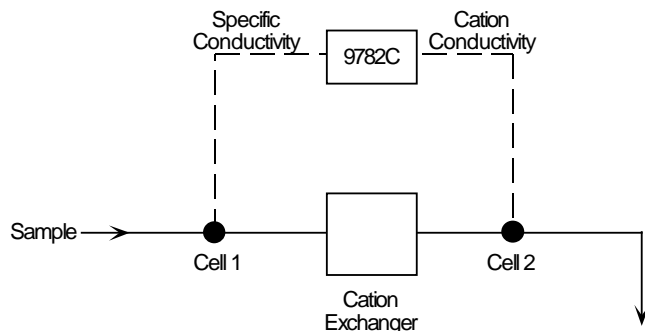 Specific
Conductivity
Cation
Conductivity
9782C
Sample
Cell 1
Cell 2
Cation
Exchanger